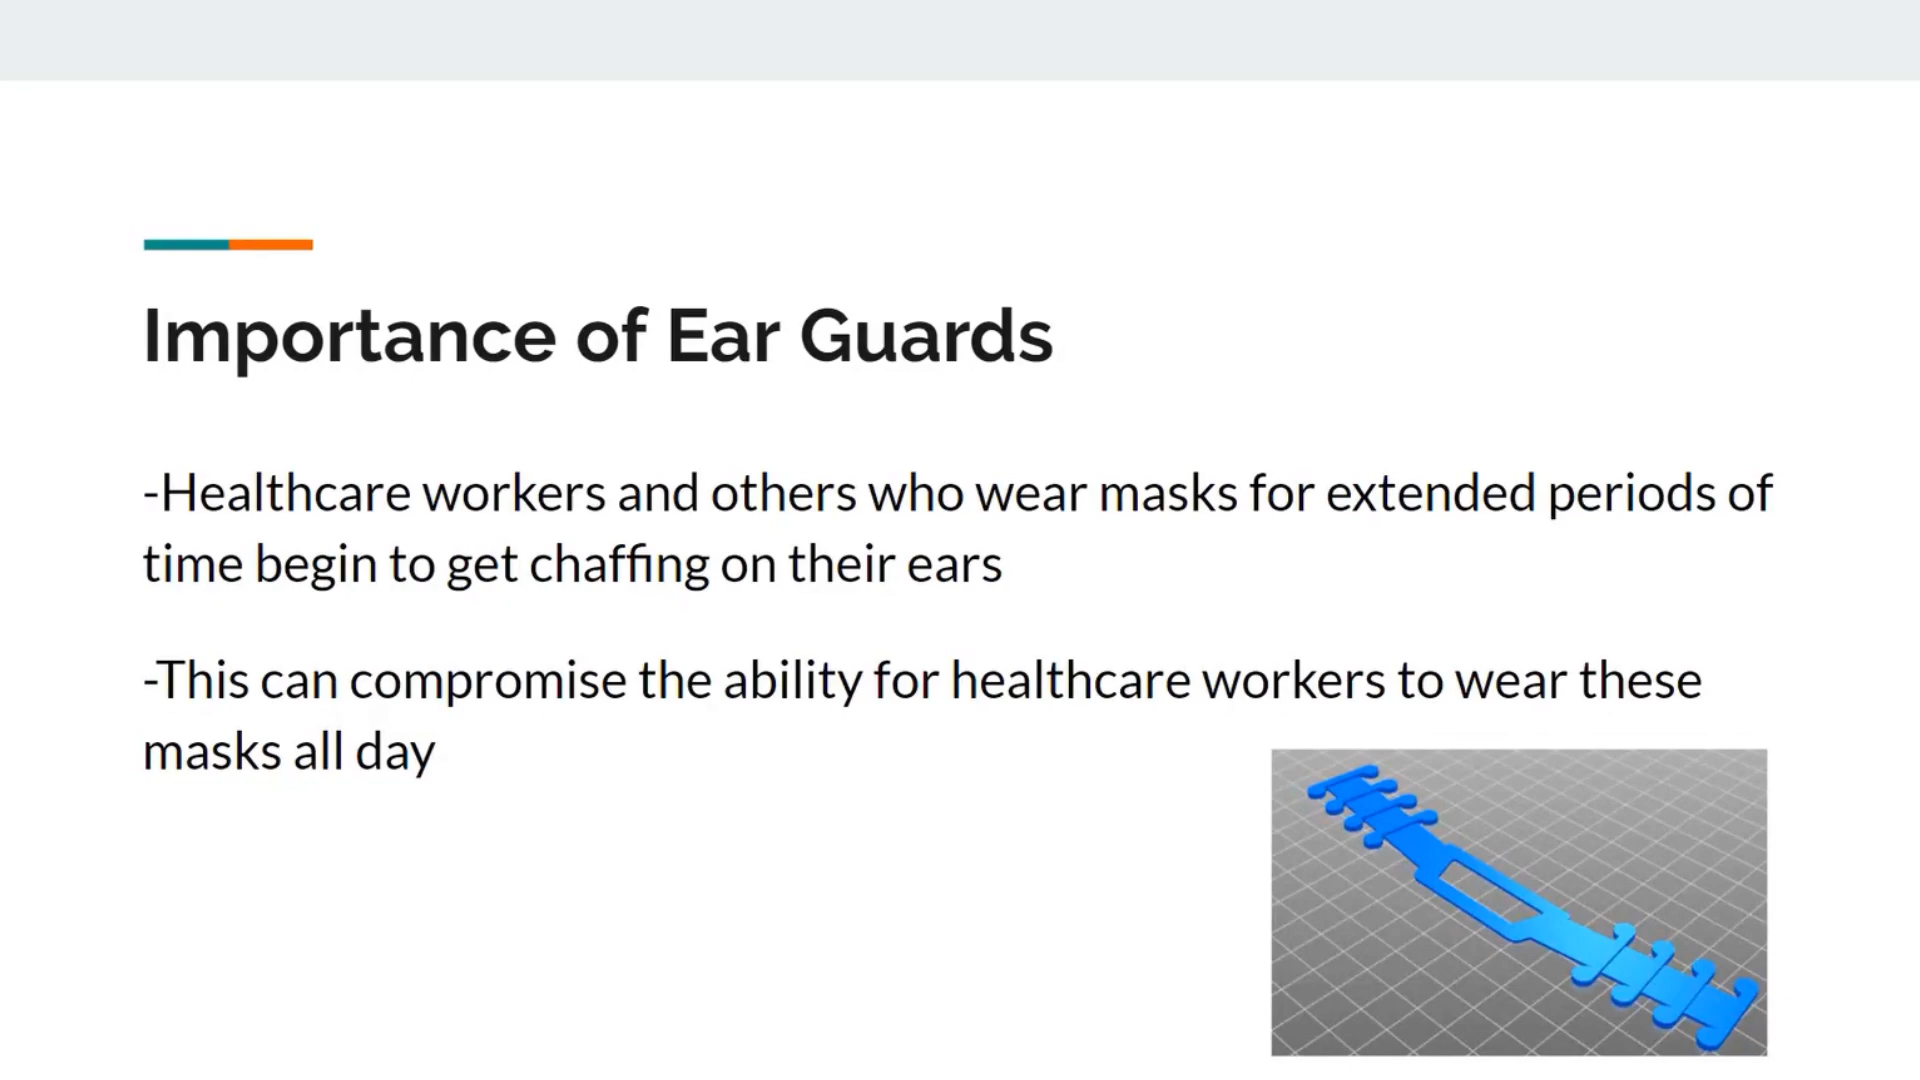 Importance of Ear Guards
-Healthcare workers and others who wear masks for extended periods of
time begin to get chaffing on their ears
-This can compromise the ability for healthcare workers to wear these
masks all day